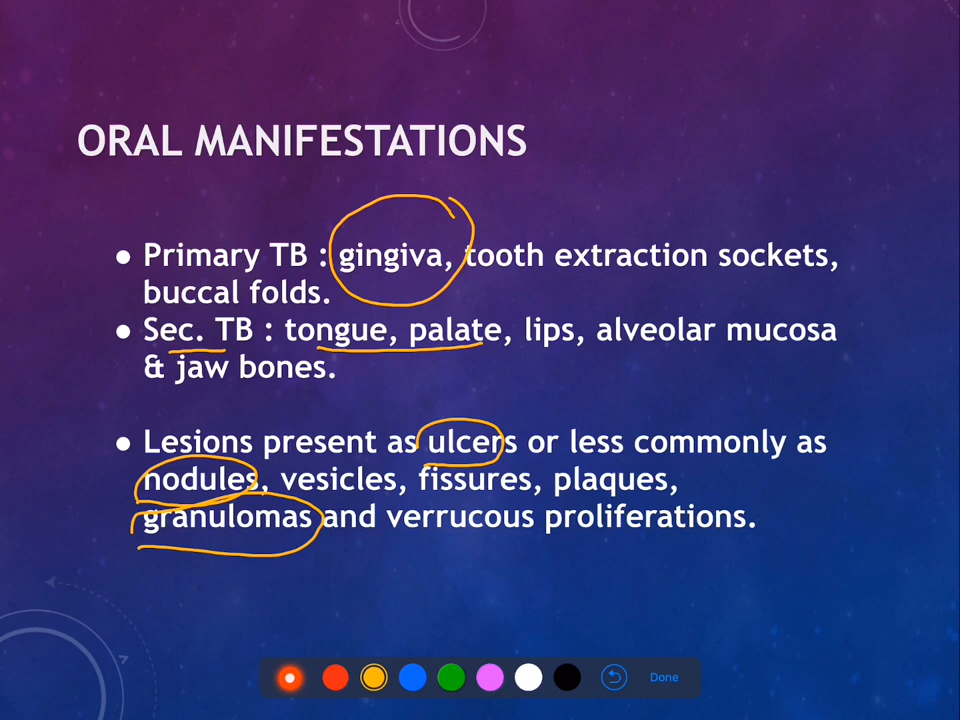 ORAL MANIFESTATIONS
● Primary TB : gingiva, tooth extraction sockets,
buccal folds.
● Sec. TB : tongue, palate, lips, alveolar mucosa
& jaw bones.
● Lesions present as ulcers or less commonly as
nodules, vesicles, fissures, plaques,
granulomas and verrucous proliferations.
Done